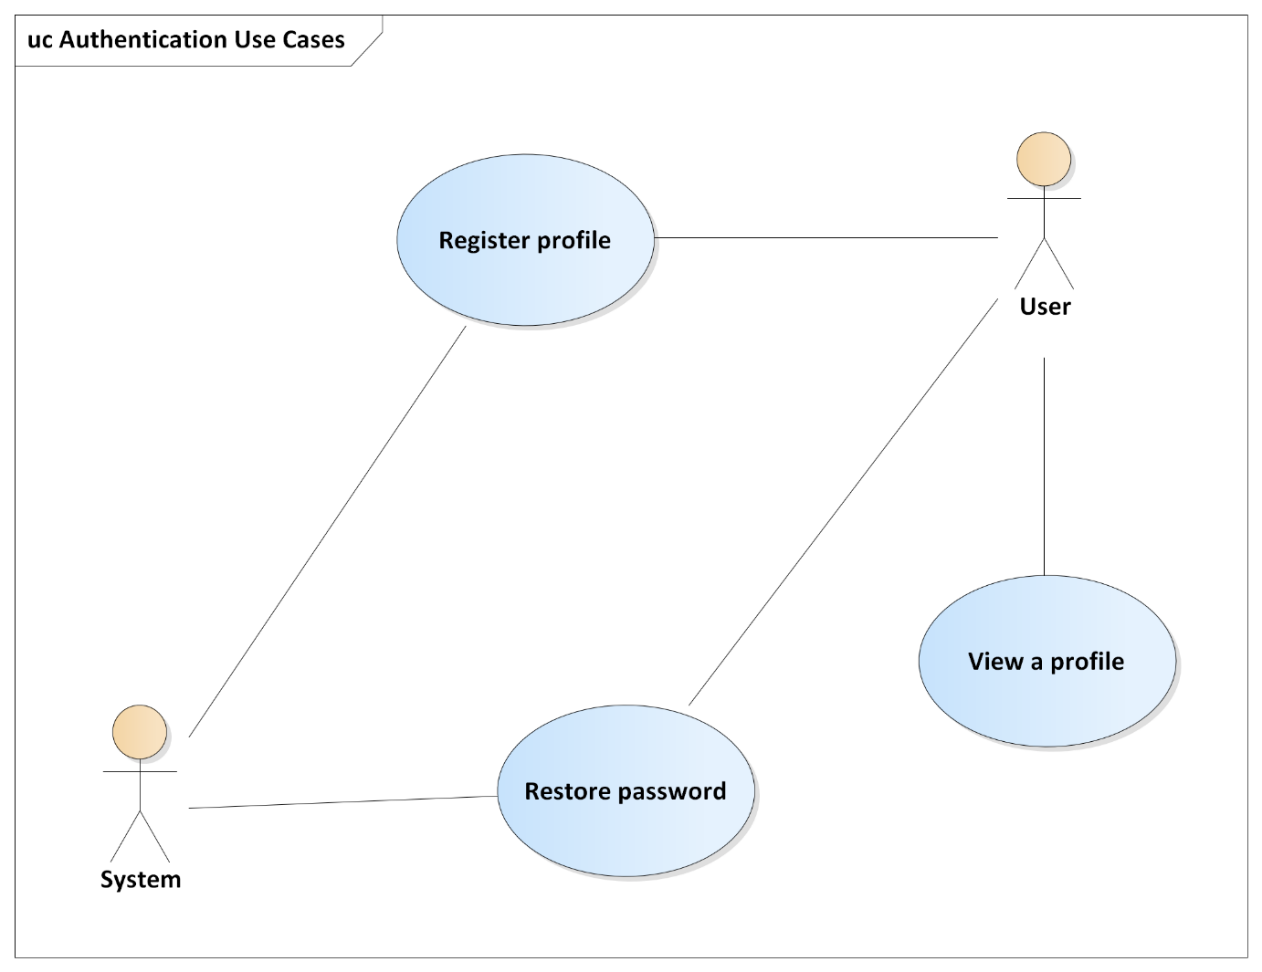 uc Authentication Use Cases
Register profile
User
View a profile
Restore password
System